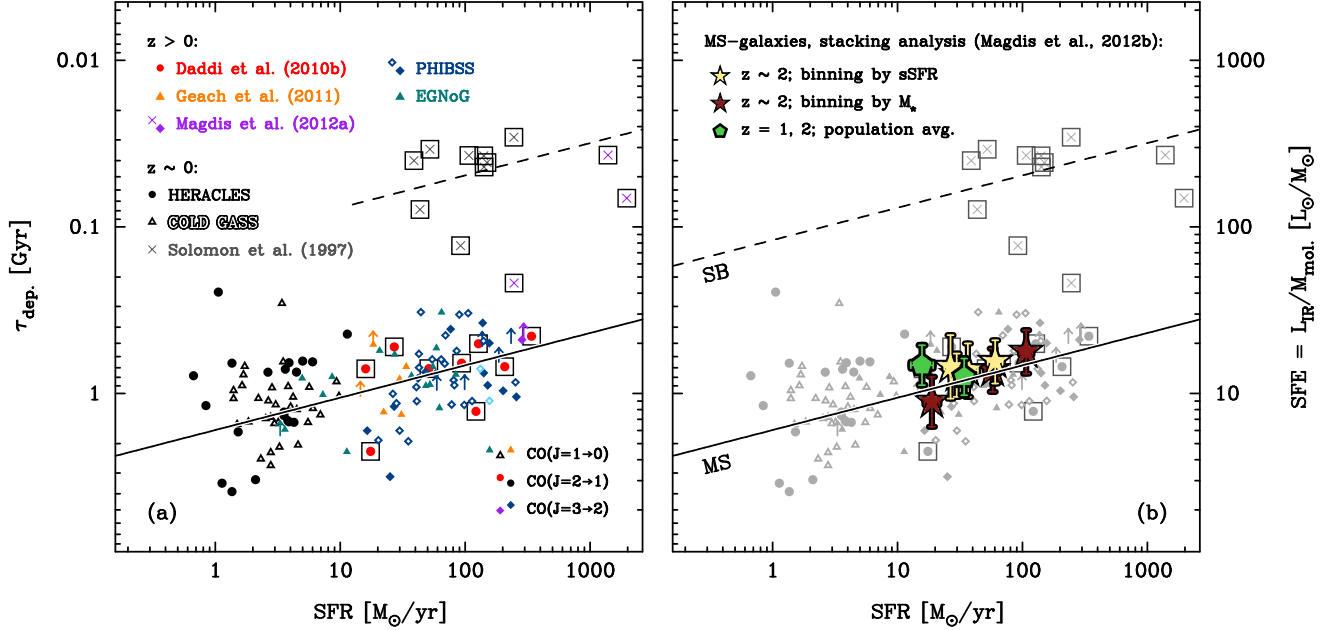 z > 0:
Daddi et al. (2010b)
Geach et al. (2011)
Magdis et al. (2012a)
PHIBSS
EGNoG
z ~ 0:
HERACLES
COLD GASS
Solomon et al. (1997)
CO(J=1→0)
CO(J=2→1)
CO(J=3→2)
(a)
0.01
0.1
1
τdep. [Gyr]
1
10
100
1000
SFR [M⊙/yr]
MS-galaxies, stacking analysis (Magdis et al., 2012b):
z ~ 2; binning by sSFR
z ~ 2; binning by M⋆
z = 1, 2; population avg.
SB
MS
(b)
1000
100
10
SFE = LIR/Mmol. [L⊙/M⊙]
1
10
100
1000
SFR [M⊙/yr]